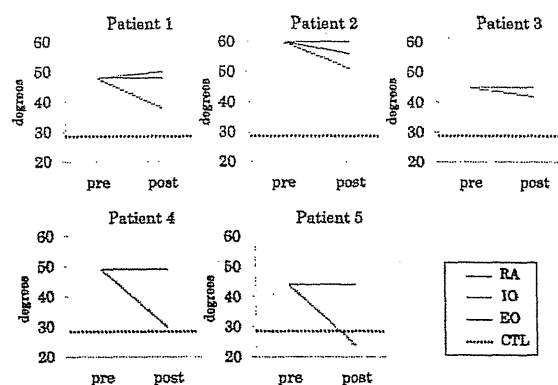 Patient 1
Patient 2
Patient 3
degrees
60
50
40
30
20
pre post
degrees
60
50
40
30
20
pre post
degrees
60
50
40
30
20
pre post
Patient 4
Patient 5
degrees
60
50
40
30
20
pre post
60
50
40
30
20
pre post
RA
IO
EO
CTL